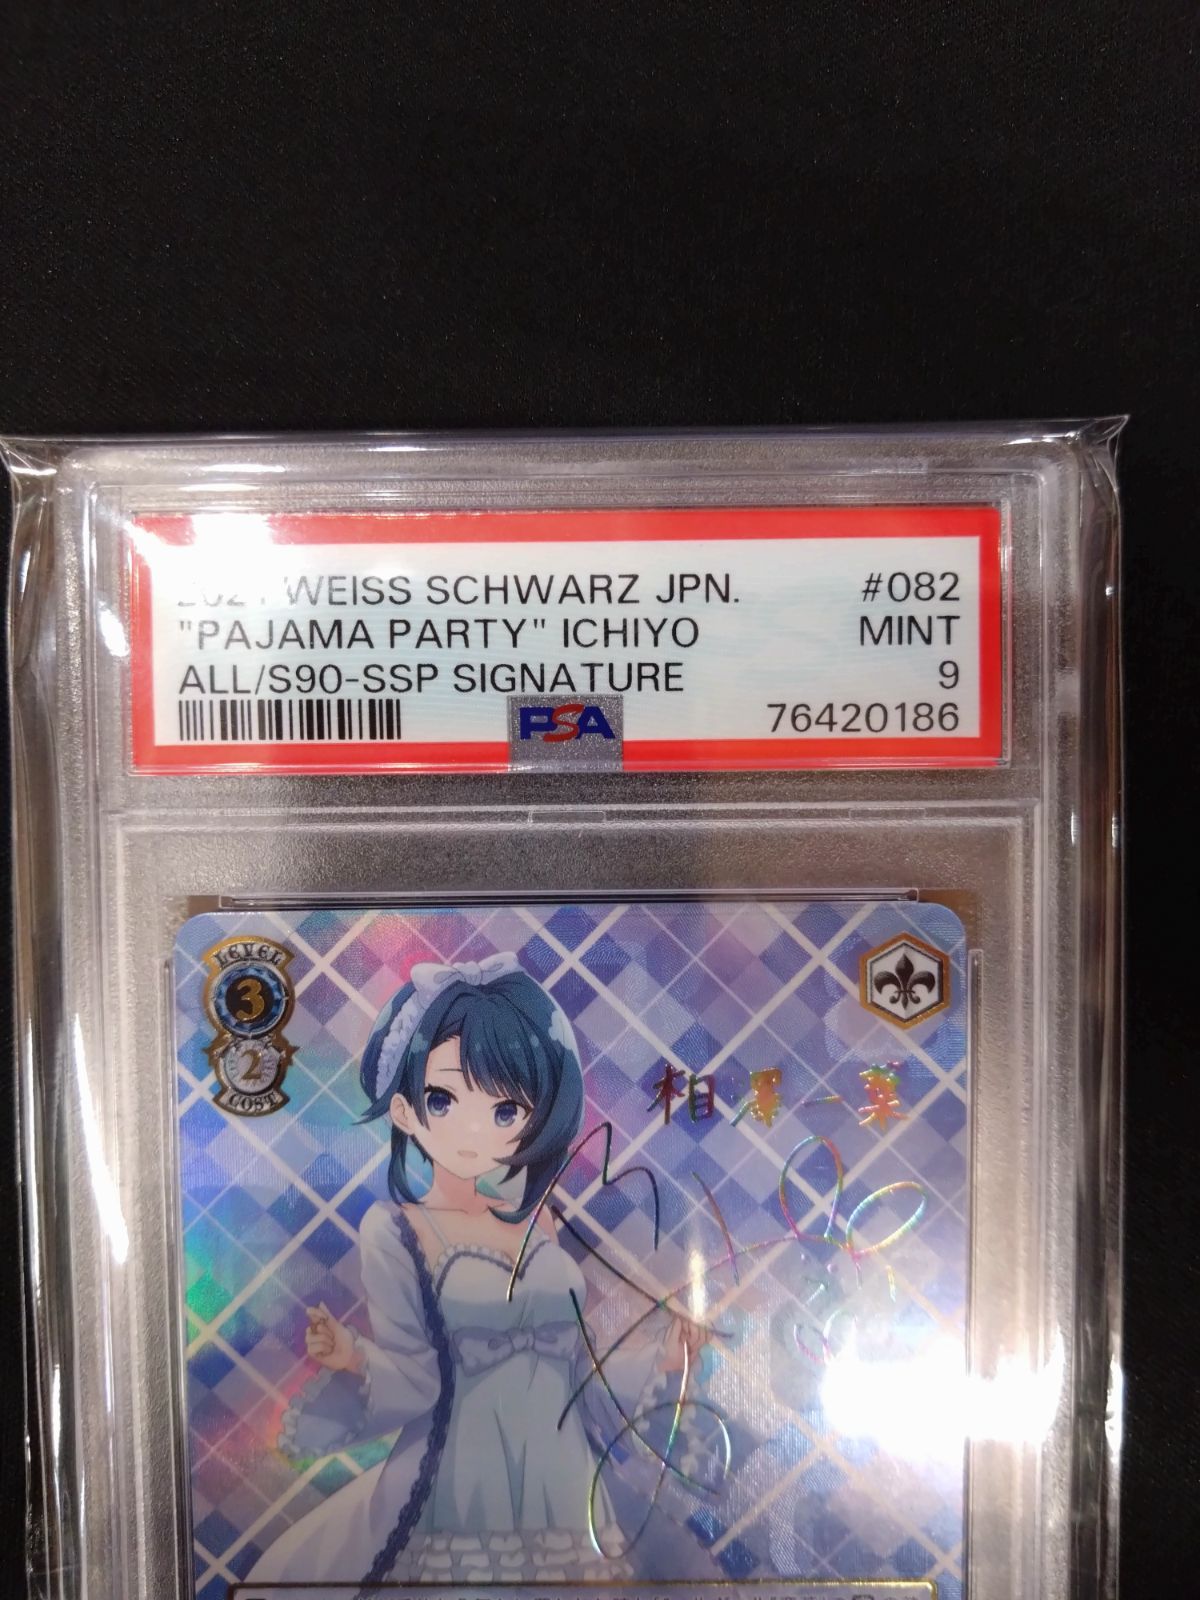 2021 WEISS SCHWARZ JPN. #082
"PAJAMA PARTY" ICHIYO MINT
ALL/S90-SSP SIGNATURE 9
PSA 76420186
LEVEL
3
2
COST
相澤一葉